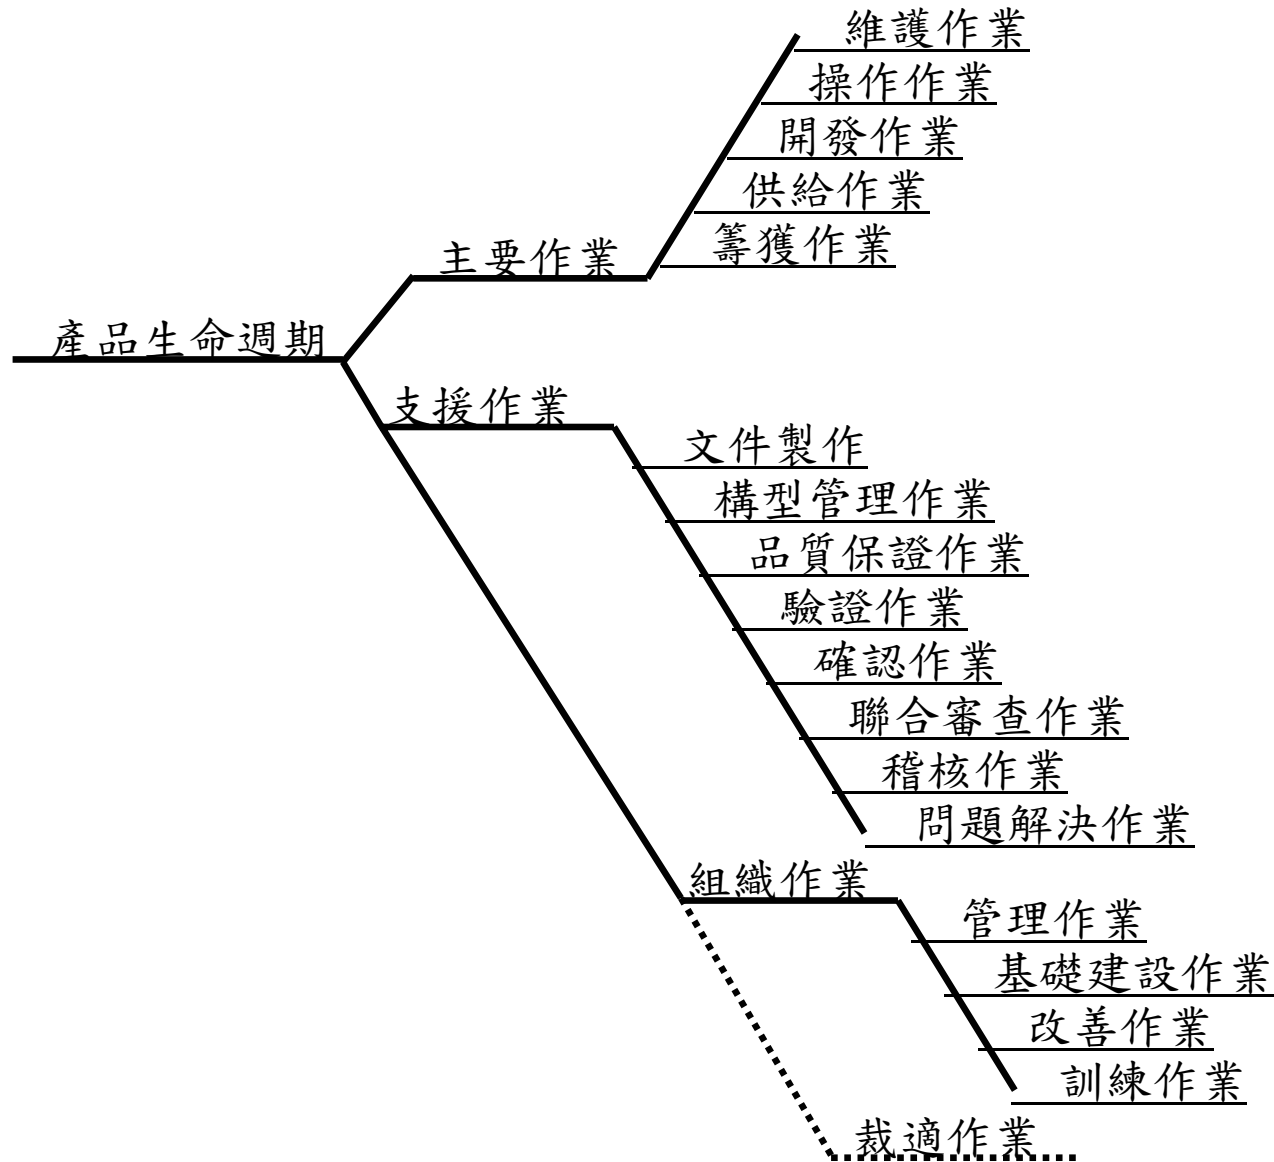 維護作業
操作作業
開發作業
供給作業
籌獲作業
主要作業
產品生命週期
支援作業
文件製作
構型管理作業
品質保證作業
驗證作業
確認作業
聯合審查作業
稽核作業
問題解決作業
組織作業
管理作業
基礎建設作業
改善作業
訓練作業
裁適作業